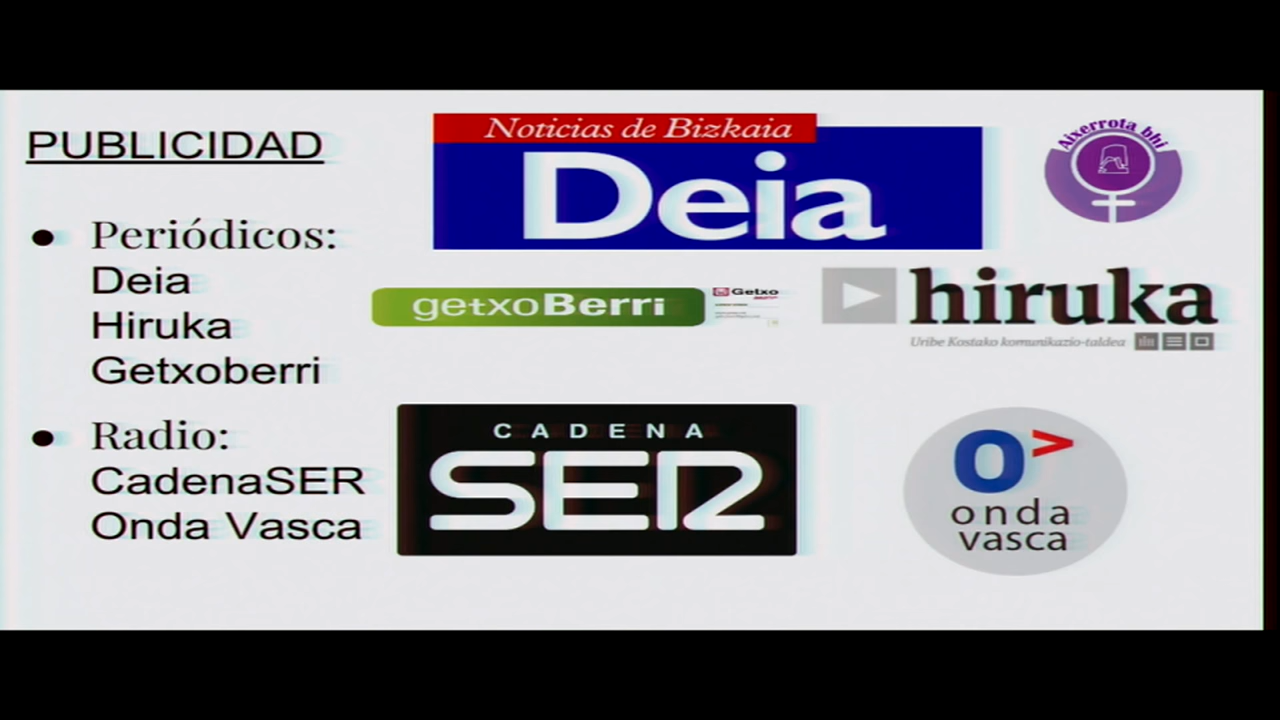 PUBLICIDAD
Periódicos:
Deia
Hiruka
Getxoberri
Radio:
CadenaSER
Onda Vasca
Noticias de Bizkaia
Deia
Aixerrota bhi
getxoBerri
Getxo
hiruka
Uribe Kostako komunikazio-taldea
CADENA
SER
onda
vasca